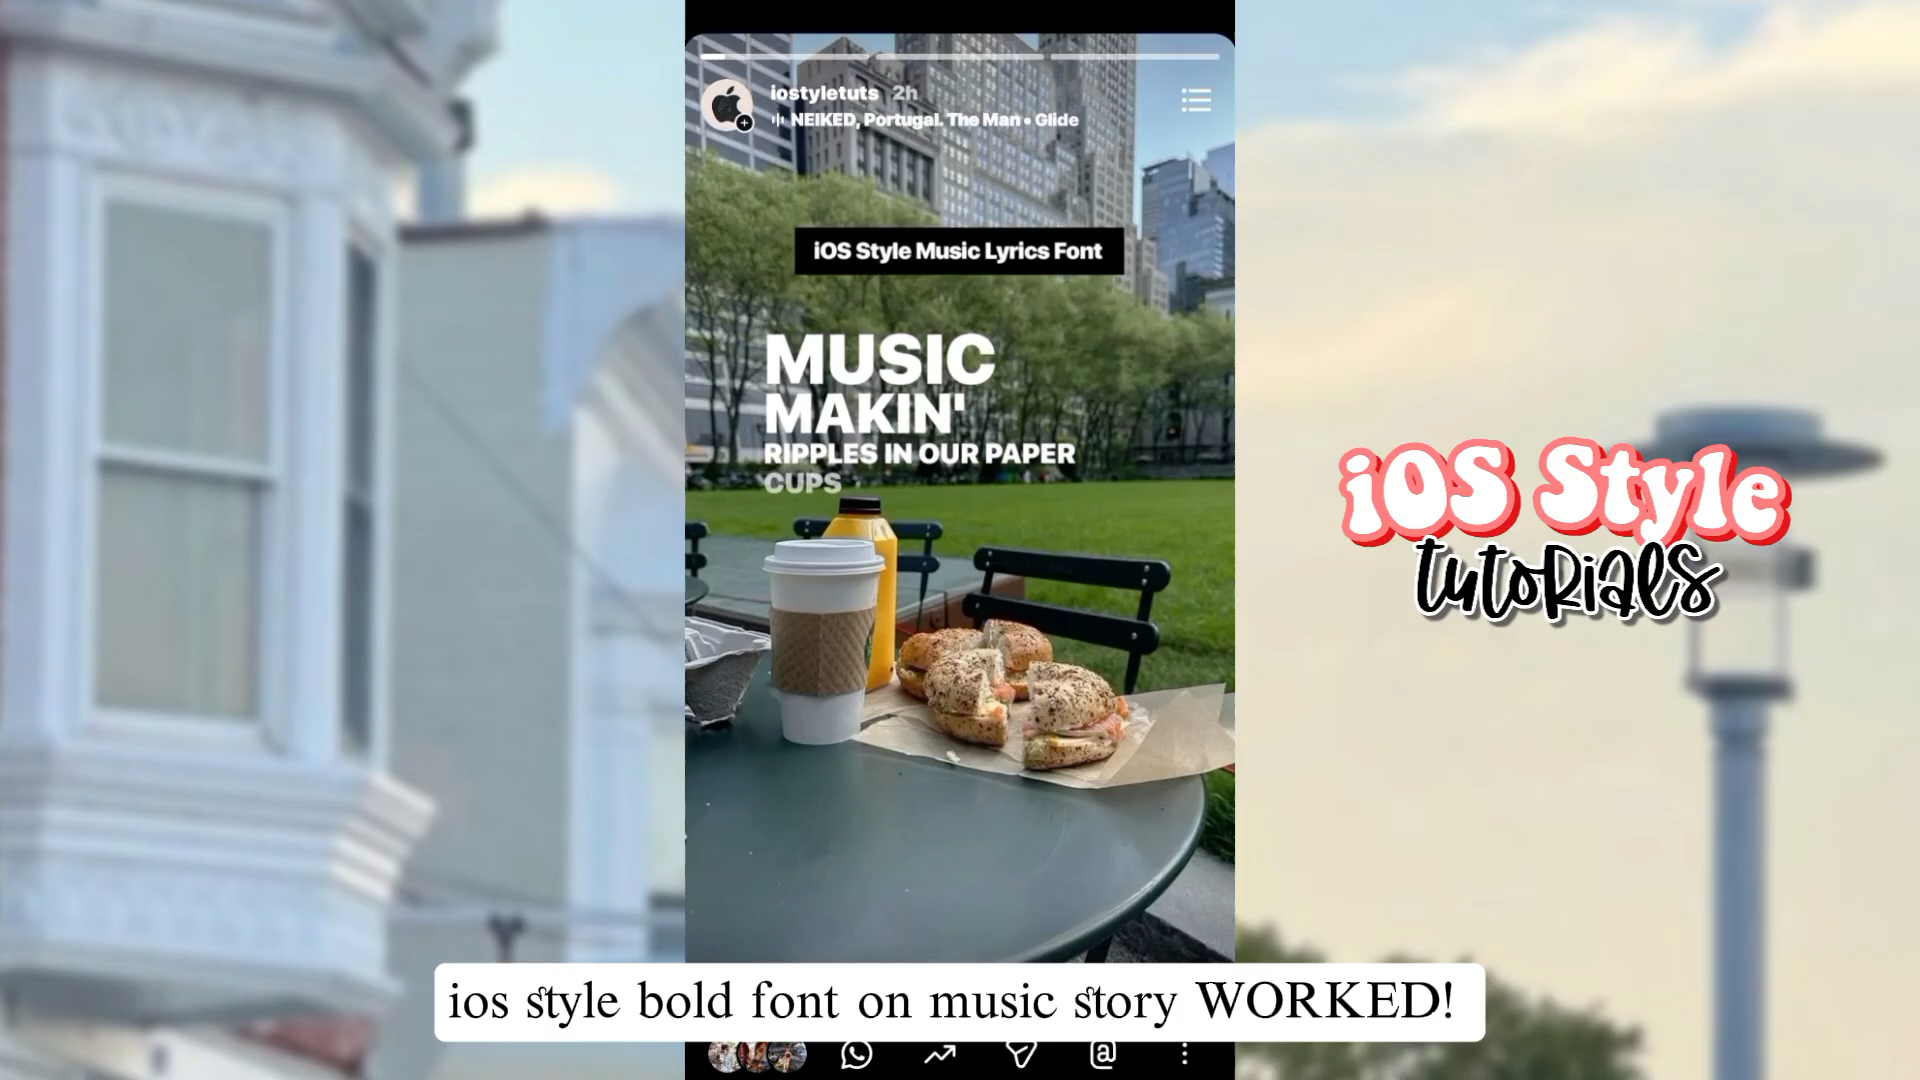 iostyletuts 2h
NEIKED, Portugal. The Man • Glide
iOS Style Music Lyrics Font
MUSIC
MAKIN'
RIPPLES IN OUR PAPER
CUPS
iOS Style
tutorials
ios style bold font on music story WORKED!